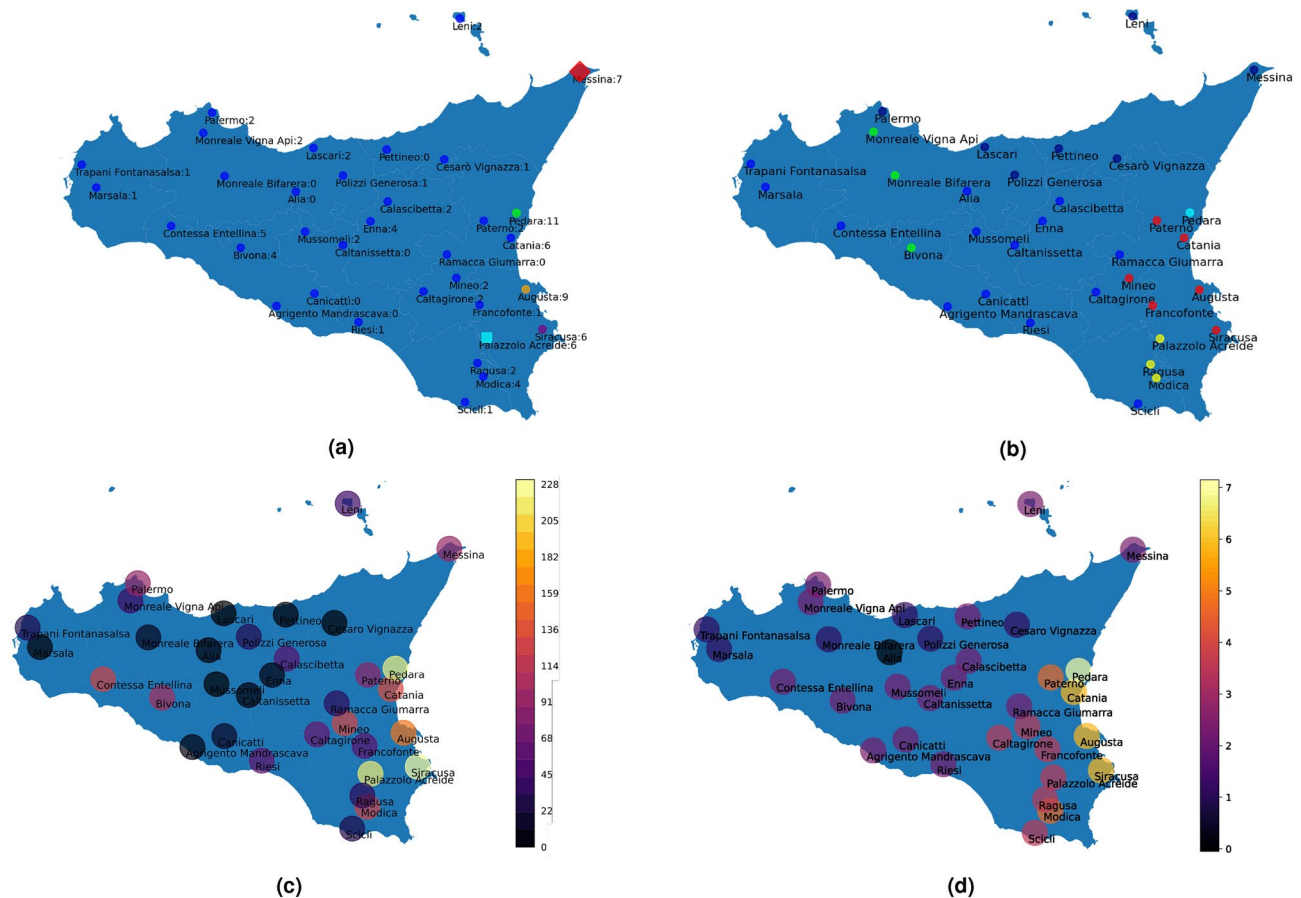 Leni:2
Messina:7
Palermo:2
Monreale Vigna Api:2
Lascari:2
Pettineo:0
Cesarò Vignazza:1
Trapani Fontanasalsa:1
Monreale Bifarera:0
Polizzi Generosa:1
Marsala:1
Alia:0
Calascibetta:2
Pedara:11
Enna:4
Paterno:2
Contessa Entellina:5
Mussomeli:2
Catania:6
Bivona:4
Caltanissetta:0
Ramacca Giumarra:0
Mineo:2
Canicattì:0
Caltagirone:2
Augusta:9
Agrigento Mandrascava:0
Francofonte:1
Riesi:1
Siracusa:6
Palazzolo Acreide:6
Ragusa:2
Modica:4
Scicli:1
(a)
Leni
Messina
Palermo
Monreale Vigna Api
Lascari
Pettineo
Cesarò Vignazza
Trapani Fontanasalsa
Monreale Bifarera
Polizzi Generosa
Marsala
Alia
Calascibetta
Pedara
Enna
Paterno
Contessa Entellina
Mussomeli
Catania
Bivona
Caltanissetta
Ramacca Giumarra
Mineo
Canicattì
Caltagirone
Augusta
Agrigento Mandrascava
Francofonte
Riesi
Siracusa
Palazzolo Acreide
Ragusa
Modica
Scicli
(b)
Leni
Messina
Palermo
Monreale Vigna Api
Lascari
Pettineo
Cesaro Vignazza
Trapani Fontanasalsa
Monreale Bifarera
Polizzi Generosa
Marsala
Alia
Calascibetta
Pedara
Enna
Paterno
Contessa Entellina
Mussomeli
Catania
Bivona
Caltanissetta
Ramacca Giumarra
Mineo
Canicatti
Caltagirone
Augusta
Agrigento Mandrascava
Francofonte
Riesi
Siracusa
Palazzolo Acreide
Ragusa
Modica
Scicli
228
205
182
159
136
114
91
68
45
22
0
(c)
Leni
Messina
Palermo
Monreale Vigna Api
Lascari
Pettineo
Cesaro Vignazza
Trapani Fontanasalsa
Monreale Bifarera
Polizzi Generosa
Marsala
Alia
Calascibetta
Pedara
Enna
Paterno
Contessa Entellina
Mussomeli
Catania
Bivona
Caltanissetta
Ramacca Giumarra
Mineo
Canicatti
Caltagirone
Augusta
Agrigento Mandrascava
Francofonte
Riesi
Siracusa
Palazzolo Acreide
Ragusa
Modica
Scicli
7
6
5
4
3
2
1
0
(d)